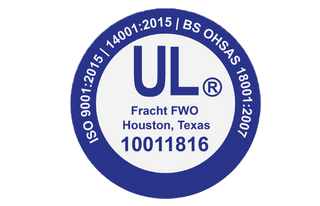 ISO 9001:2015 | 14001:2015 | BS OHSAS 18001:2007
UL®
Fracht FWO
Houston, Texas
10011816